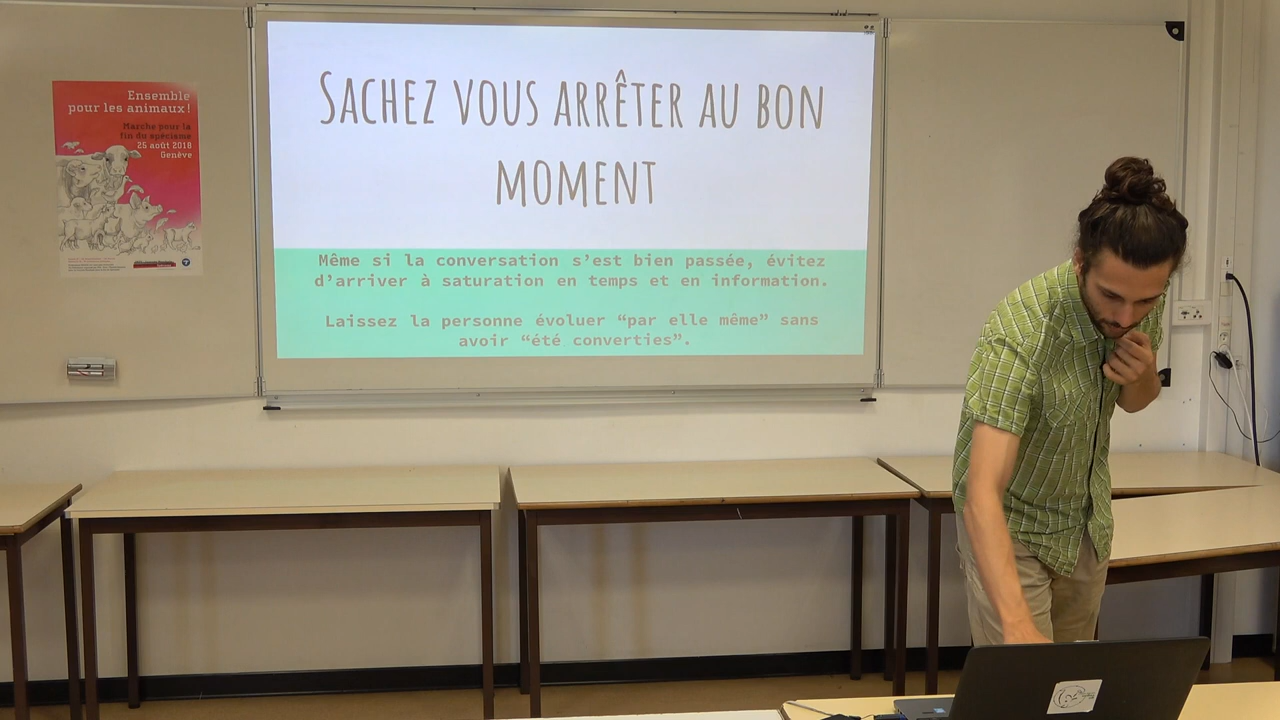 Ensemble
pour les animaux!
Marche pour la
fin du spécisme
25 août 2018
Genève
SACHEZ VOUS ARRÊTER AU BON
MOMENT
Même si la conversation s’est bien passée, évitez
d’arriver à saturation en temps et en information.
Laissez la personne évoluer “par elle même” sans
avoir “été converties”.